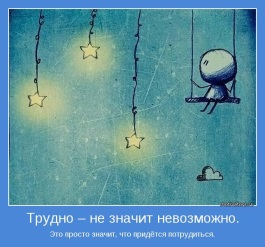 Трудно – не значит невозможно.
Это просто значит, что придётся потрудиться.